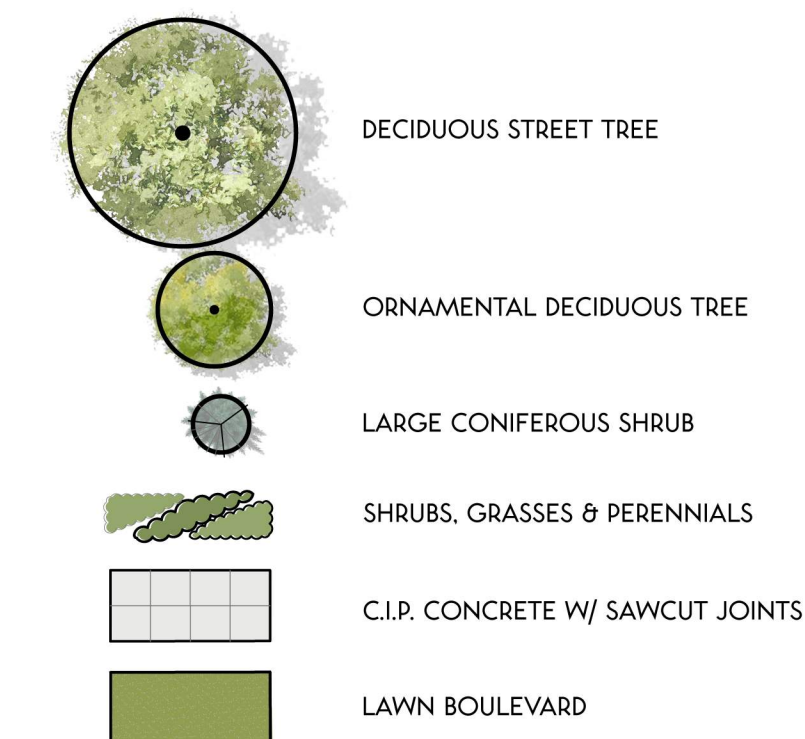 DECIDUOUS STREET TREE
ORNAMENTAL DECIDUOUS TREE
LARGE CONIFEROUS SHRUB
SHRUBS, GRASSES & PERENNIALS
C.I.P. CONCRETE W/ SAWCUT JOINTS
LAWN BOULEVARD